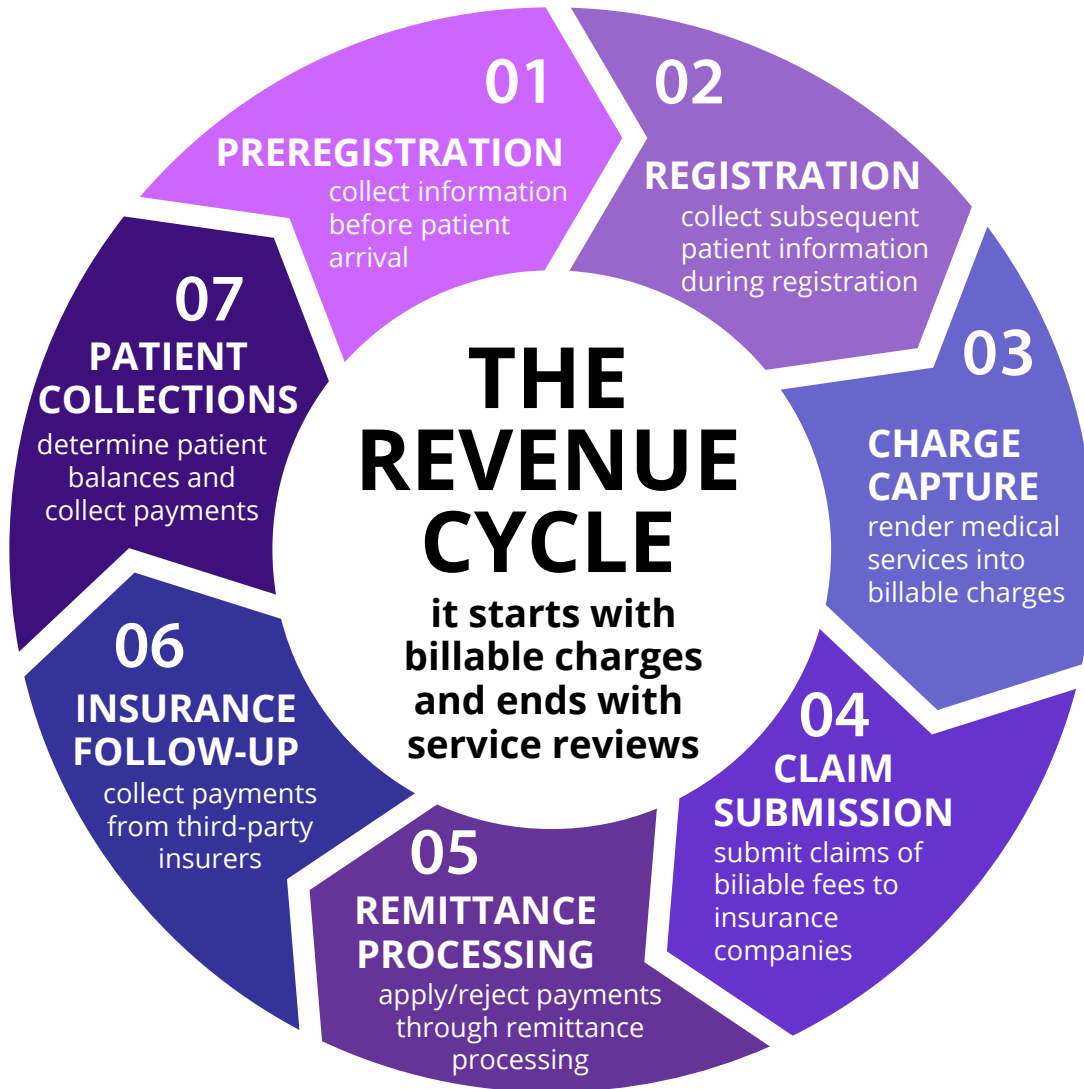 THE
REVENUE
CYCLE
it starts with
billable charges
and ends with
service reviews
01
PREREGISTRATION
collect information
before patient
arrival
02
REGISTRATION
collect subsequent
patient information
during registration
03
CHARGE
CAPTURE
render medical
services into
billable charges
04
CLAIM
SUBMISSION
submit claims of
biliable fees to
insurance
companies
05
REMITTANCE
PROCESSING
apply/reject payments
through remittance
processing
06
INSURANCE
FOLLOW-UP
collect payments
from third-party
insurers
07
PATIENT
COLLECTIONS
determine patient
balances and
collect payments